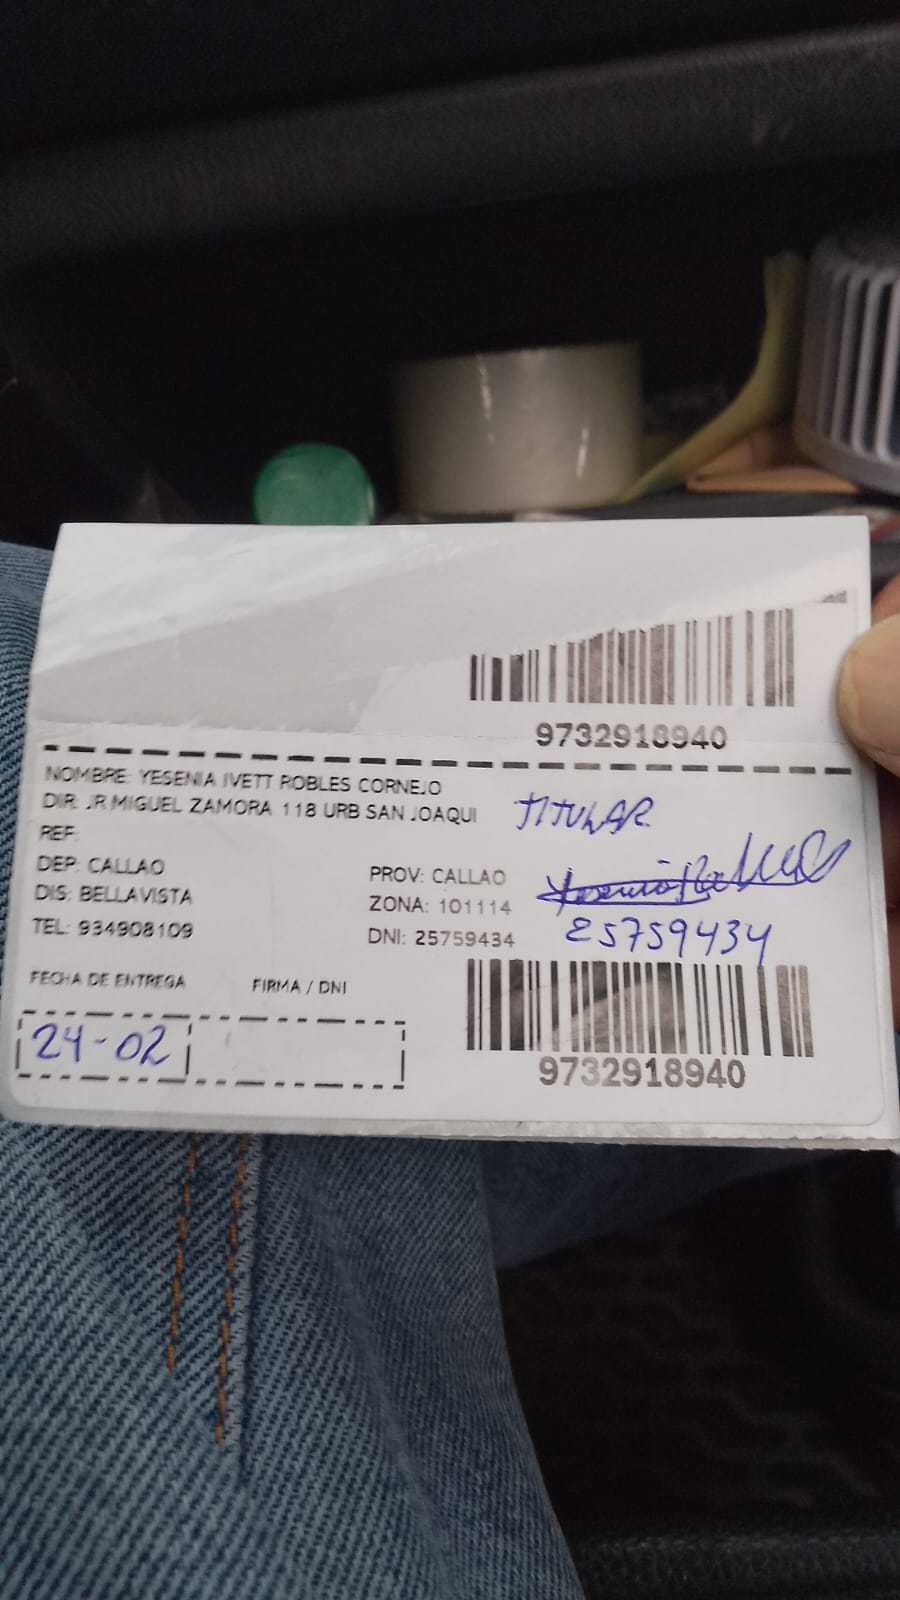 9732918940
NOMBRE: YESENIA IVETT ROBLES CORNEJO
DIR: JR MIGUEL ZAMORA 118 URB SAN JOAQUI
TITULAR
REF:
DEP: CALLAO
PROV: CALLAO
DIS: BELLAVISTA
ZONA: 101114
TEL: 934908109
DNI: 25759434
25759434
FECHA DE ENTREGA
FIRMA / DNI
24-02
9732918940